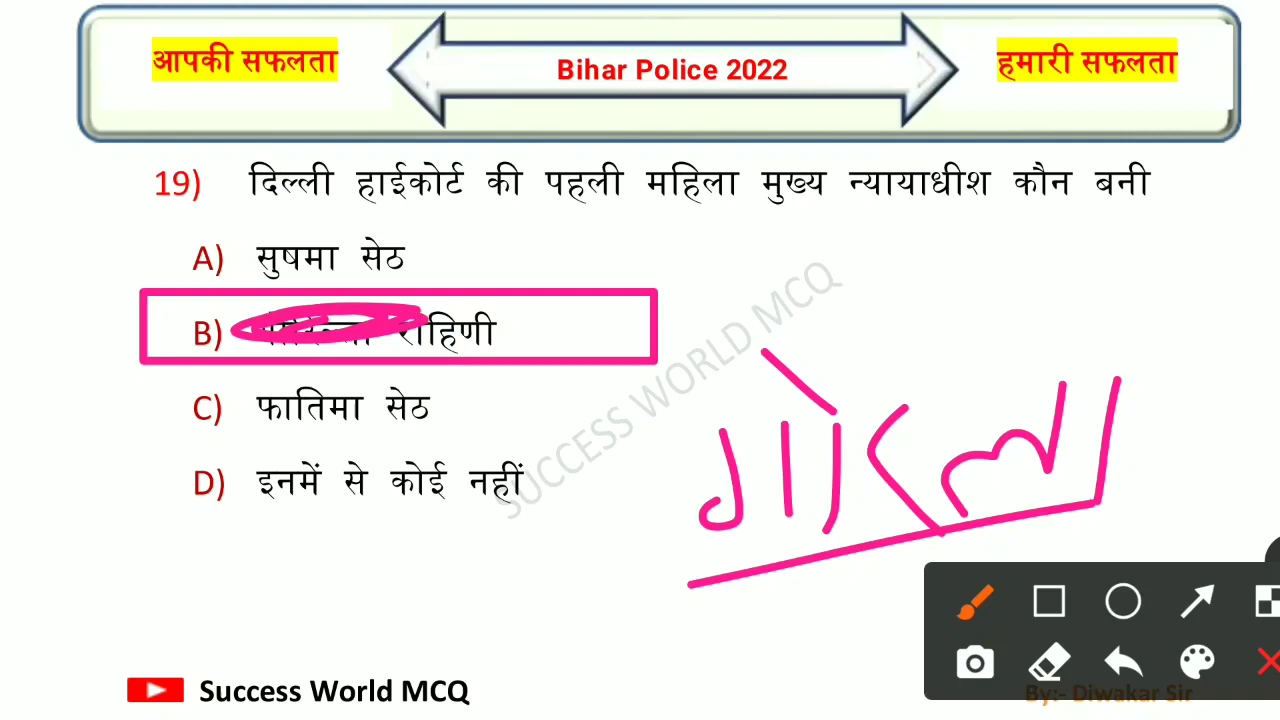 आपकी सफलता
Bihar Police 2022
हमारी सफलता
19) दिल्ली हाईकोर्ट की पहली महिला मुख्य न्यायाधीश कौन बनी
A) सुषमा सेठ
B) रोहिणी
C) फातिमा सेठ
D) इनमें से कोई नहीं
SUCCESS WORLD MCQ
Success World MCQ
By:- Diwakar Sir